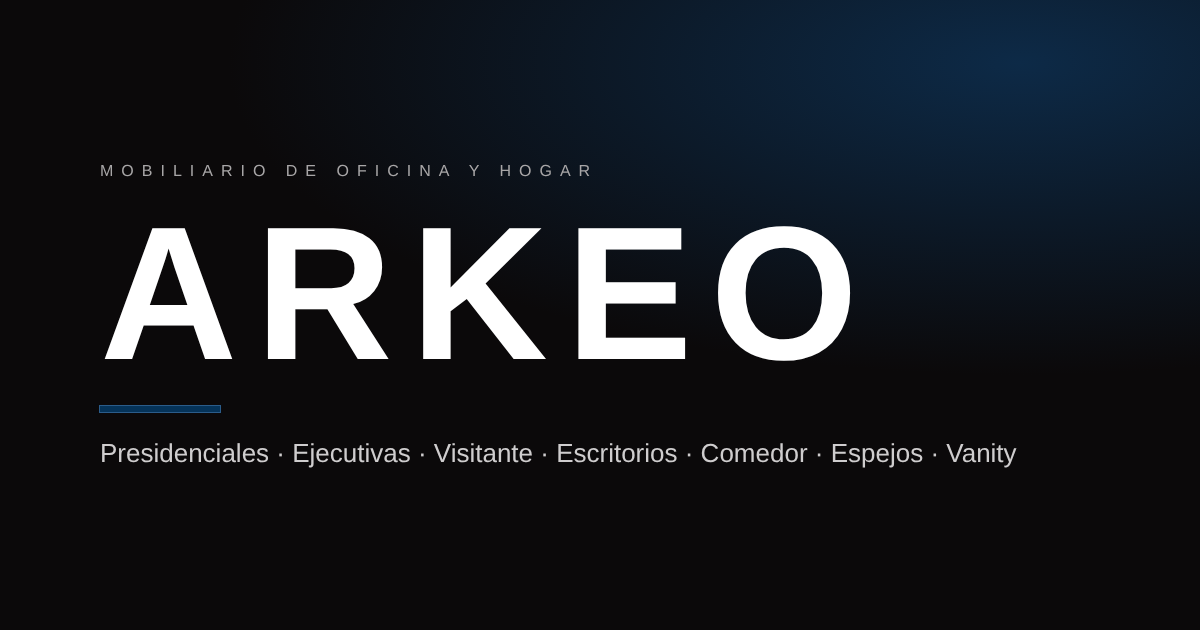 MOBILIARIO DE OFICINA Y HOGAR
ARKEO
Presidenciales · Ejecutivas · Visitante · Escritorios · Comedor · Espejos · Vanity